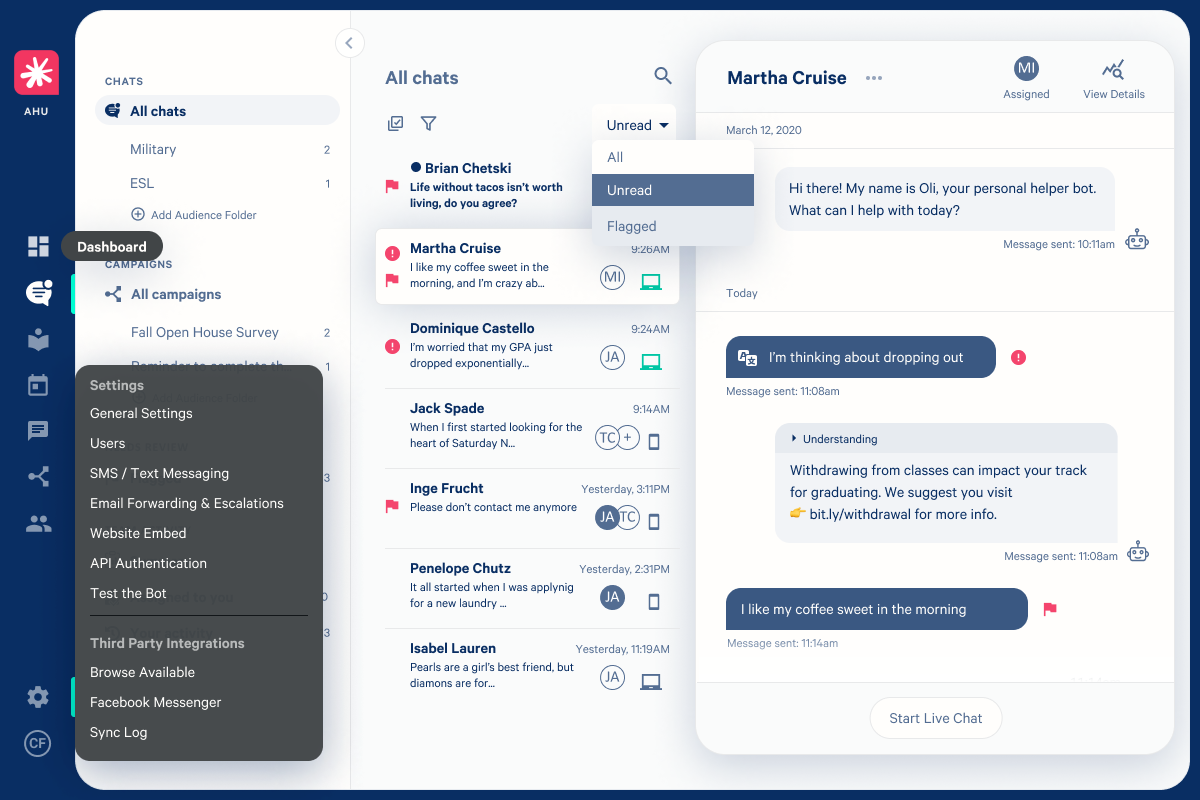 AHU
Dashboard
CF
CHATS
All chats
Military 2
ESL 1
Add Audience Folder
CAMPAIGNS
All campaigns
Fall Open House Survey 2
Reminder to complete th 1
3
0
3
Settings
General Settings
Users
SMS / Text Messaging
Email Forwarding & Escalations
Website Embed
API Authentication
Test the Bot
Third Party Integrations
Browse Available
Facebook Messenger
Sync Log
All chats
Unread
All
Unread
Flagged
Brian Chetski
Life without tacos isn't worth
living, do you agree?
Martha Cruise 9:26AM
I like my coffee sweet in the
morning, and I'm crazy ab...
MI
Dominique Castello 9:24AM
I'm worried that my GPA just
dropped exponentially...
JA
Jack Spade 9:14AM
When I first started looking for the
heart of Saturday N...
TC +
Inge Frucht Yesterday, 3:11PM
Please don't contact me anymore
JA TC
Penelope Chutz Yesterday, 2:31PM
It all started when I was applynig
for a new laundry ...
JA
Isabel Lauren Yesterday, 11:19AM
Pearls are a girl's best friend, but
diamons are for...
JA
Martha Cruise
MI
Assigned
View Details
March 12, 2020
Hi there! My name is Oli, your personal helper bot.
What can I help with today?
Message sent: 10:11am
Today
I'm thinking about dropping out
Message sent: 11:08am
Understanding
Withdrawing from classes can impact your track
for graduating. We suggest you visit
👉 bit.ly/withdrawal for more info.
Message sent: 11:08am
I like my coffee sweet in the morning
Message sent: 11:14am
Start Live Chat